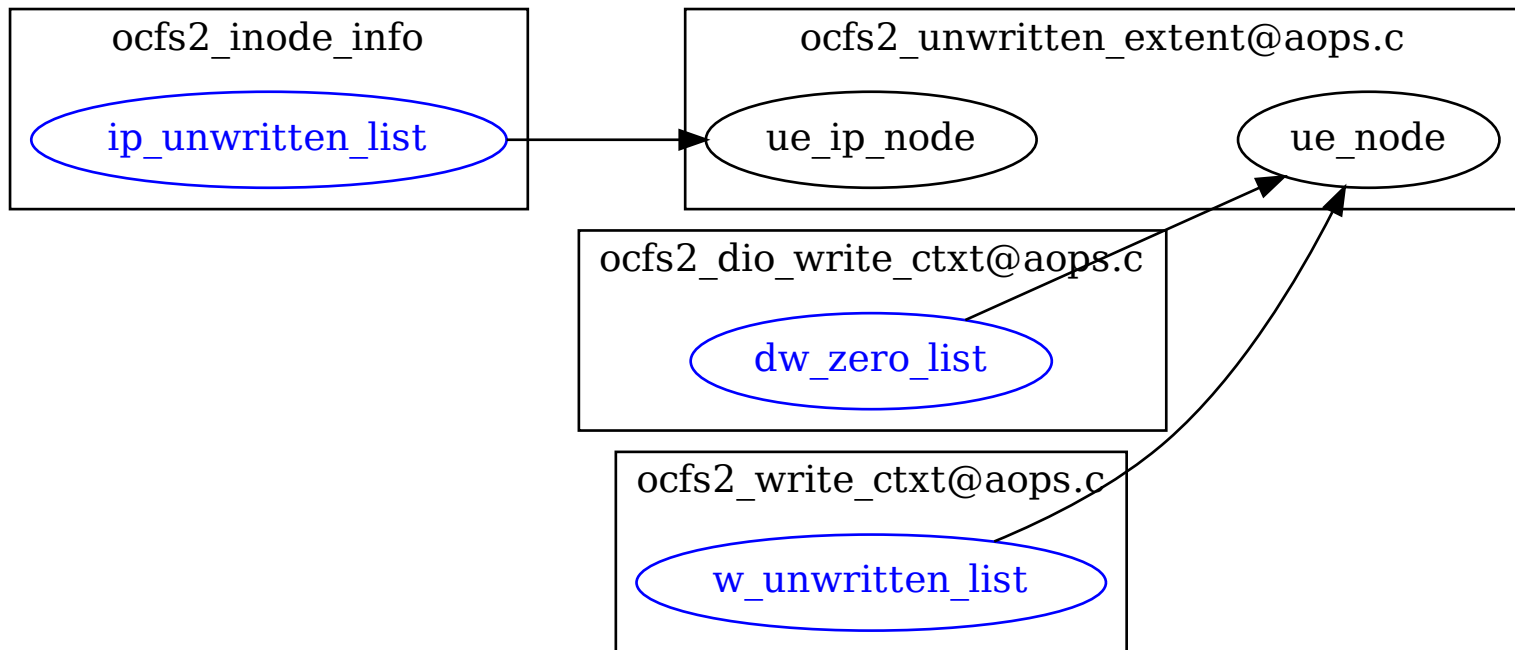 ocfs2_inode_info
ip_unwritten_list
ocfs2_unwritten_extent@aops.c
ue_ip_node
ue_node
ocfs2_dio_write_ctxt@aops.c
dw_zero_list
ocfs2_write_ctxt@aops.c
w_unwritten_list